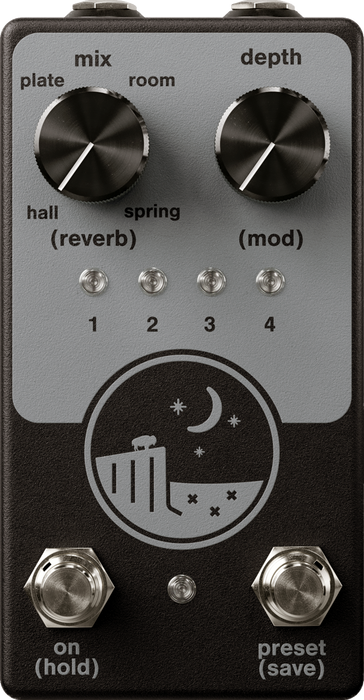 mix
depth
plate
room
hall
spring
(reverb)
(mod)
1
2
3
4
on
(hold)
preset
(save)